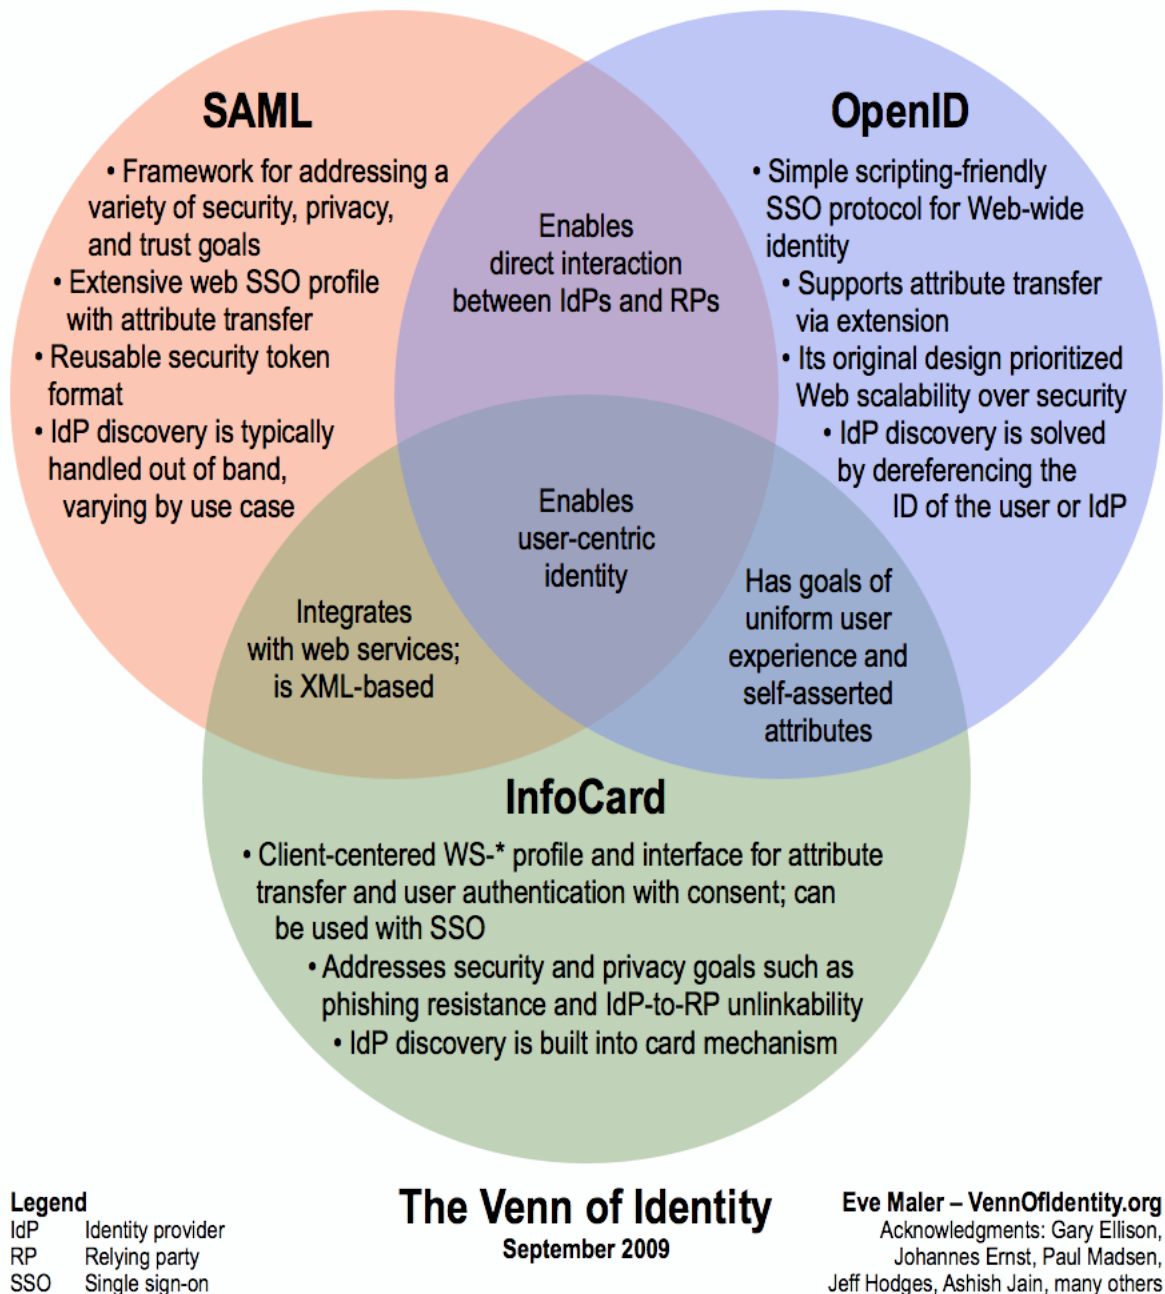 SAML
• Framework for addressing a
variety of security, privacy,
and trust goals
• Extensive web SSO profile
with attribute transfer
• Reusable security token
format
• IdP discovery is typically
handled out of band,
varying by use case
Enables
direct interaction
between IdPs and RPs
OpenID
• Simple scripting-friendly
SSO protocol for Web-wide
identity
• Supports attribute transfer
via extension
• Its original design prioritized
Web scalability over security
• IdP discovery is solved
by dereferencing the
ID of the user or IdP
Enables
user-centric
identity
Integrates
with web services;
is XML-based
Has goals of
uniform user
experience and
self-asserted
attributes
InfoCard
• Client-centered WS-* profile and interface for attribute
transfer and user authentication with consent; can
be used with SSO
• Addresses security and privacy goals such as
phishing resistance and IdP-to-RP unlinkability
• IdP discovery is built into card mechanism
Legend
IdP Identity provider
RP Relying party
SSO Single sign-on
The Venn of Identity
September 2009
Eve Maler – VennOfIdentity.org
Acknowledgments: Gary Ellison,
Johannes Ernst, Paul Madsen,
Jeff Hodges, Ashish Jain, many others